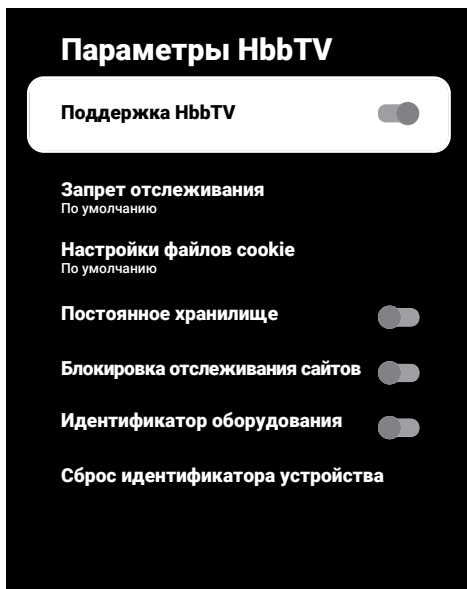 Параметры HbbTV
Поддержка HbbTV
Запрет отслеживания
По умолчанию
Настройки файлов cookie
По умолчанию
Постоянное хранилище
Блокировка отслеживания сайтов
Идентификатор оборудования
Сброс идентификатора устройства